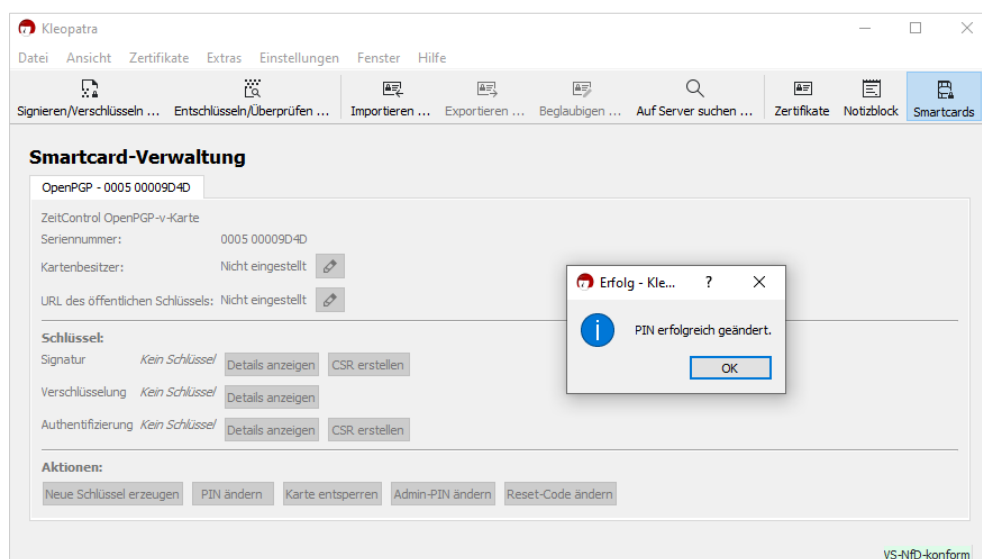 Kleopatra
Datei Ansicht Zertifikate Extras Einstellungen Fenster Hilfe
Signieren/Verschlüsseln ... Entschlüsseln/Überprüfen ... Importieren ... Exportieren ... Beglaubigen ... Auf Server suchen ... Zertifikate Notizblock Smartcards
Smartcard-Verwaltung
OpenPGP - 0005 00009D4D
ZeitControl OpenPGP-v-Karte
Seriennummer: 0005 00009D4D
Kartenbesitzer: Nicht eingestellt
URL des öffentlichen Schlüssels: Nicht eingestellt
Schlüssel:
Signatur Kein Schlüssel Details anzeigen CSR erstellen
Verschlüsselung Kein Schlüssel Details anzeigen
Authentifizierung Kein Schlüssel Details anzeigen CSR erstellen
Aktionen:
Neue Schlüssel erzeugen PIN ändern Karte entsperren Admin-PIN ändern Reset-Code ändern
Erfolg - Kle... ?
PIN erfolgreich geändert.
OK
VS-NfD-konform